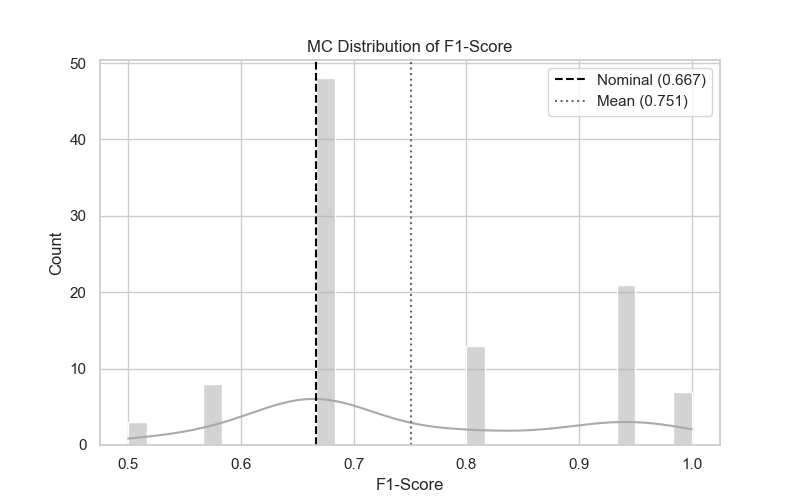 MC Distribution of F1-Score
Nominal (0.667)
Mean (0.751)
50
40
30
20
10
0
Count
0.5 0.6 0.7 0.8 0.9 1.0
F1-Score